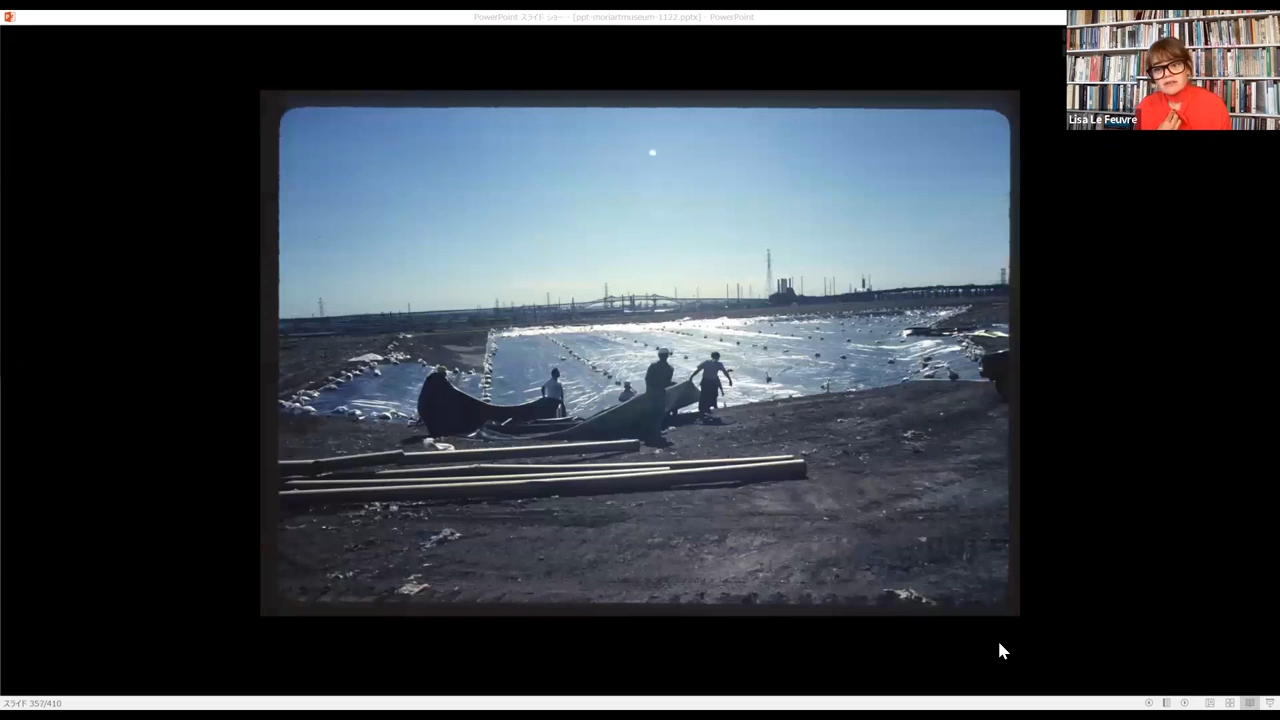 PowerPoint スライド ショー - [ppt-moriartmuseum-1122.pptx] - PowerPoint
Lisa Le Feuvre
スライド 357/410